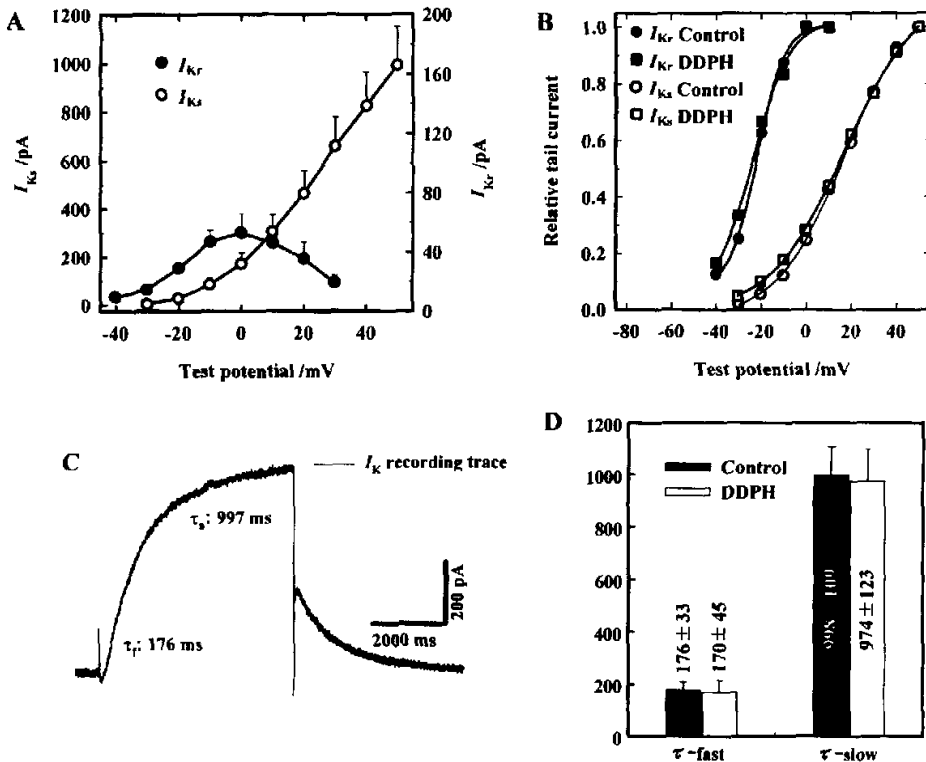 A
1200
1000
800
600
400
200
0
I_Ks /pA
200
160
120
80
40
0
I_Kr /pA
I_Kr
I_Ks
-40 -20 0 20 40
Test potential /mV
B
1.0
0.8
0.6
0.4
0.2
0.0
Relative tail current
I_Kr Control
I_Kr DDPH
I_Ks Control
I_Ks DDPH
-80 -60 -40 -20 0 20 40
Test potential /mV
C
I_K recording trace
τ_s: 997 ms
τ_f: 176 ms
200 pA
2000 ms
D
1200
1000
800
600
400
200
0
Control
DDPH
176±33
170±45
974±123
τ-fast
τ-slow